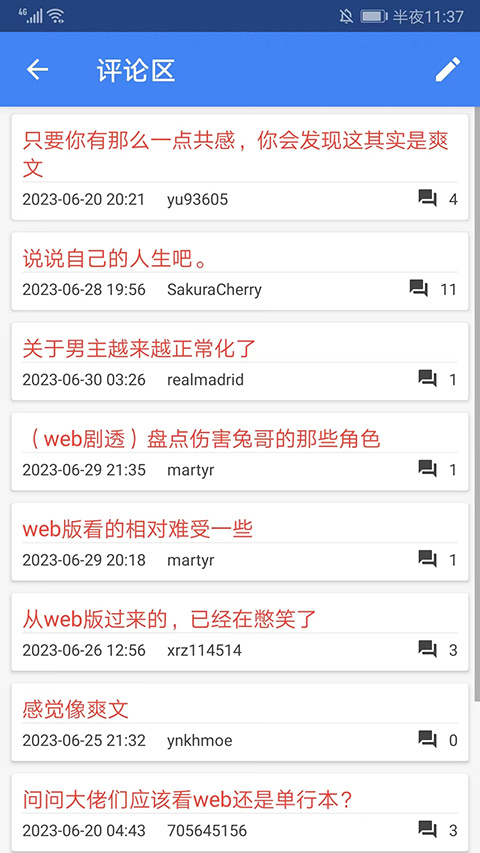 4G 半夜11:37
评论区
只要你有那么一点共感，你会发现这其实是爽
文
2023-06-20 20:21 yu93605 4
说说自己的人生吧。
2023-06-28 19:56 SakuraCherry 11
关于男主越来越正常化了
2023-06-30 03:26 realmadrid 1
（web剧透）盘点伤害兔哥的那些角色
2023-06-29 21:35 martyr 1
web版看的相对难受一些
2023-06-29 20:18 martyr 1
从web版过来的，已经在憋笑了
2023-06-26 12:56 xrz114514 3
感觉像爽文
2023-06-25 21:32 ynkhmoe 0
问问大佬们应该看web还是单行本？
2023-06-20 04:43 705645156 3